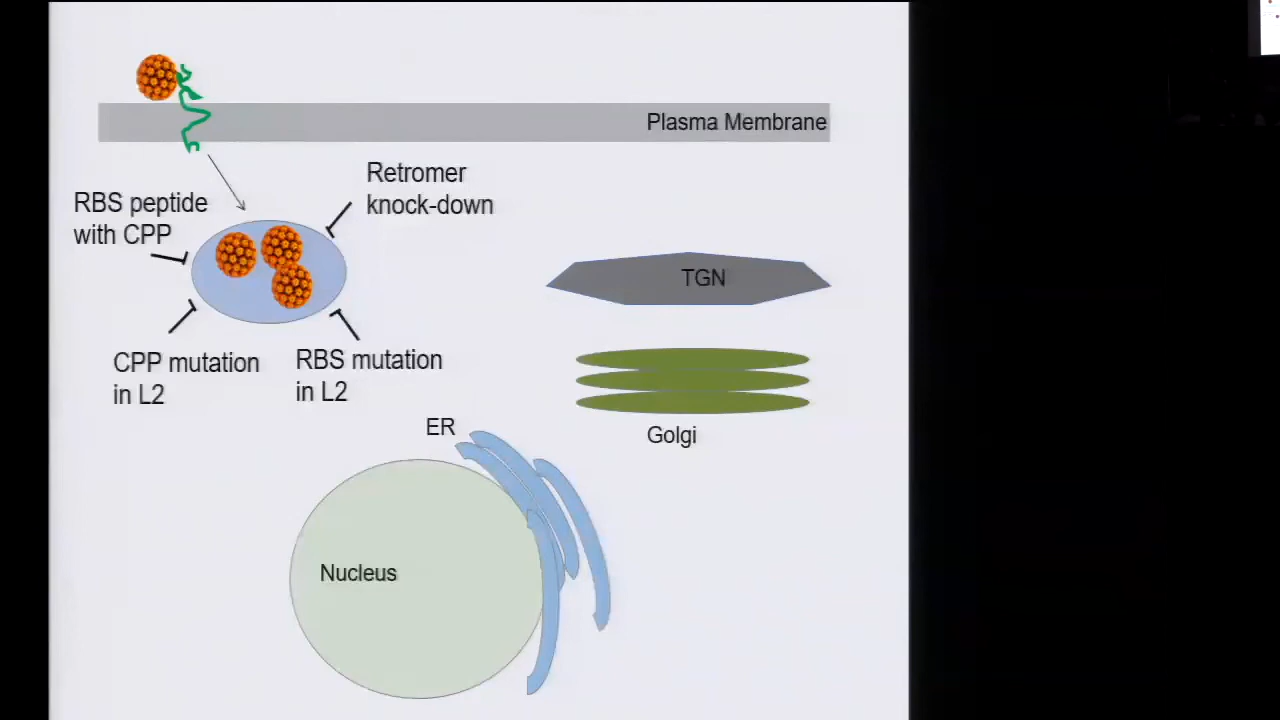 Plasma Membrane
Retromer
knock-down
RBS peptide
with CPP
TGN
CPP mutation
in L2
RBS mutation
in L2
ER
Golgi
Nucleus